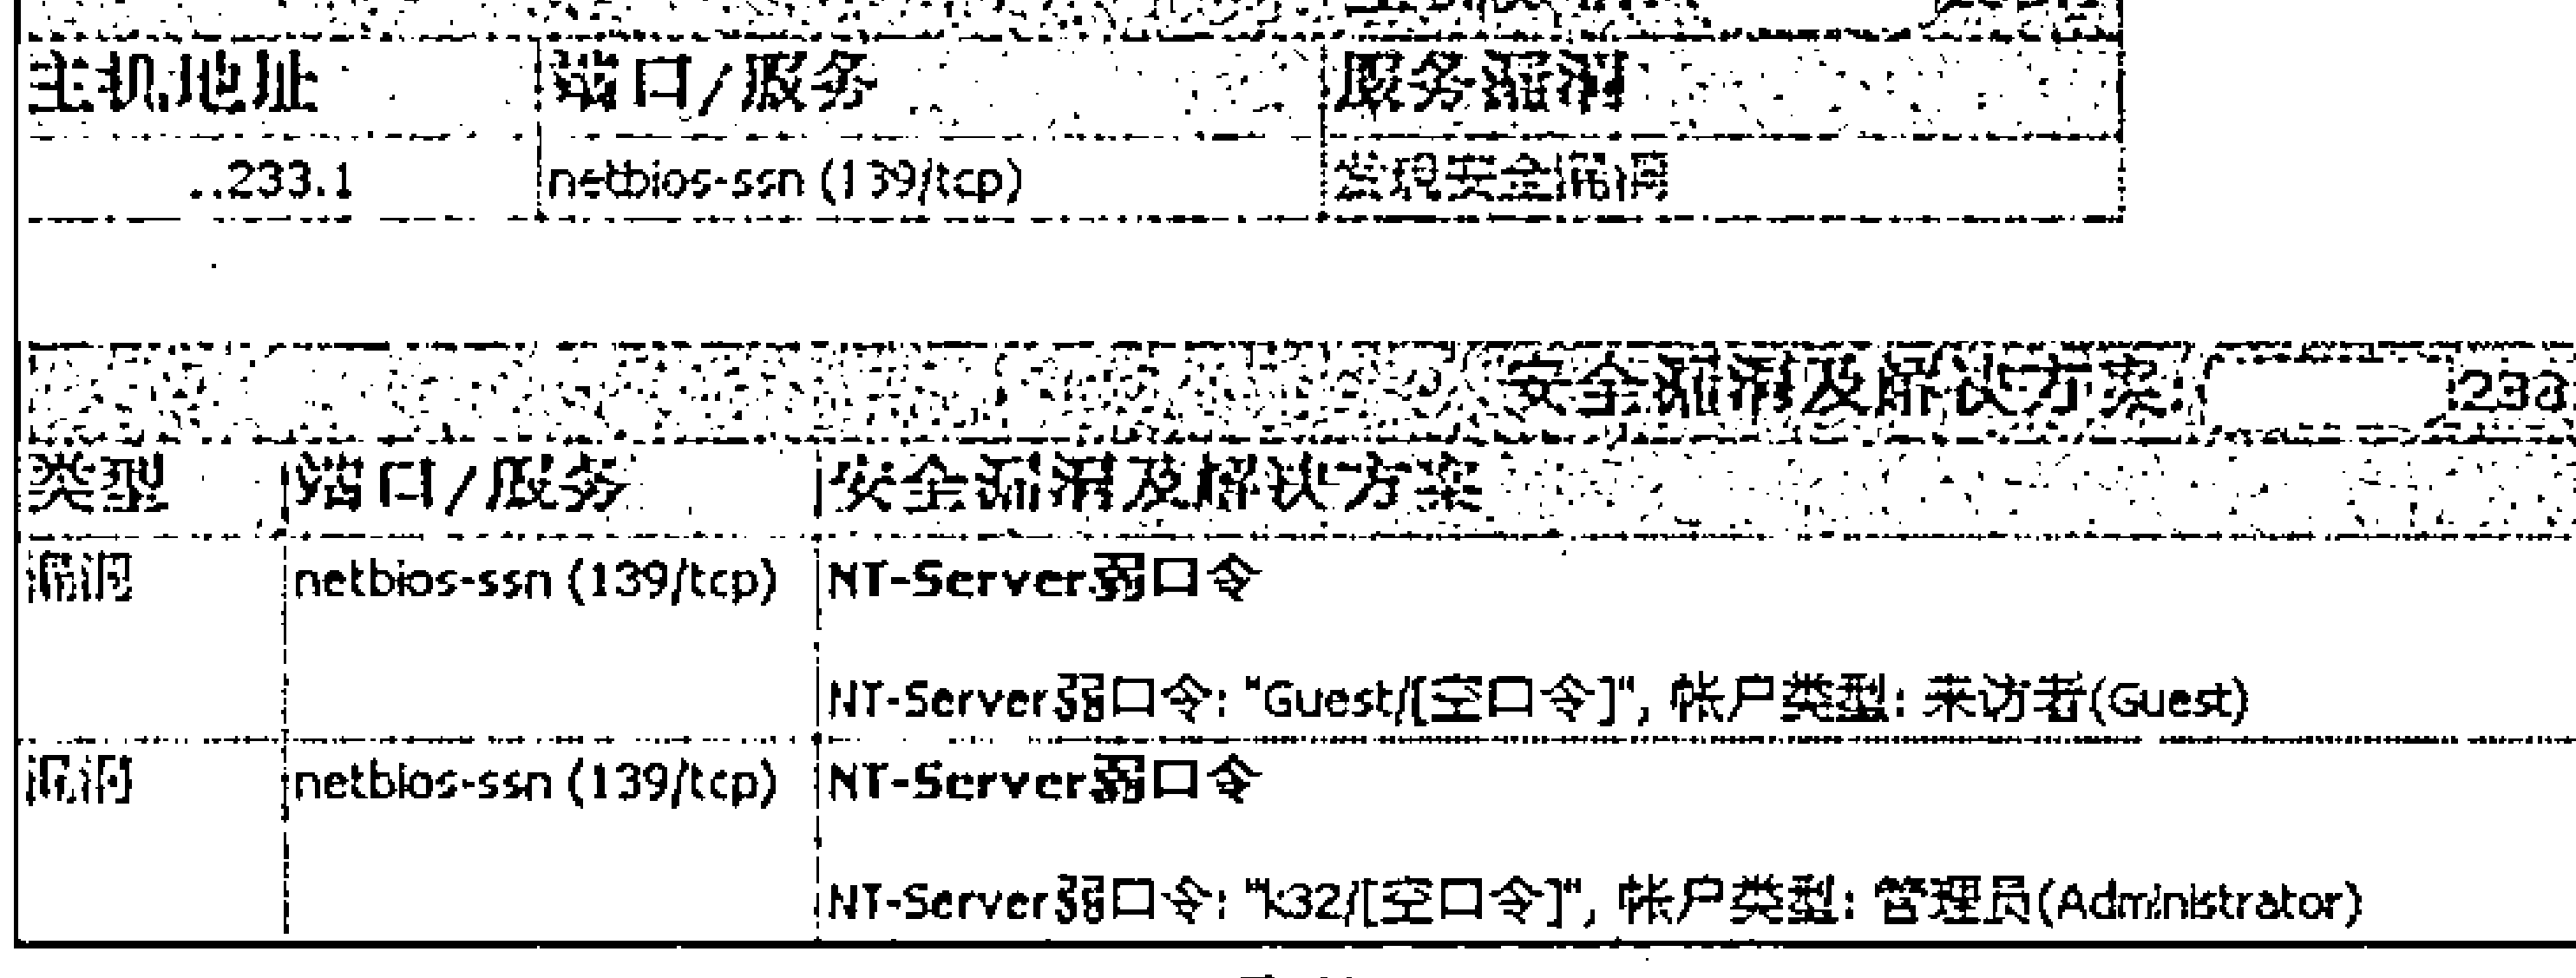 主机地址 端口/服务 服务漏洞
..233.1 netbios-ssn (139/tcp) 发现安全漏洞
安全漏洞及解决方案:
类型 端口/服务 安全漏洞及解决方案
漏洞 netbios-ssn (139/tcp) NT-Server弱口令
NT-Server弱口令: "Guest/[空口令]", 帐户类型: 来访者(Guest)
漏洞 netbios-ssn (139/tcp) NT-Server弱口令
NT-Server弱口令: "k32/[空口令]", 帐户类型: 管理员(Administrator)